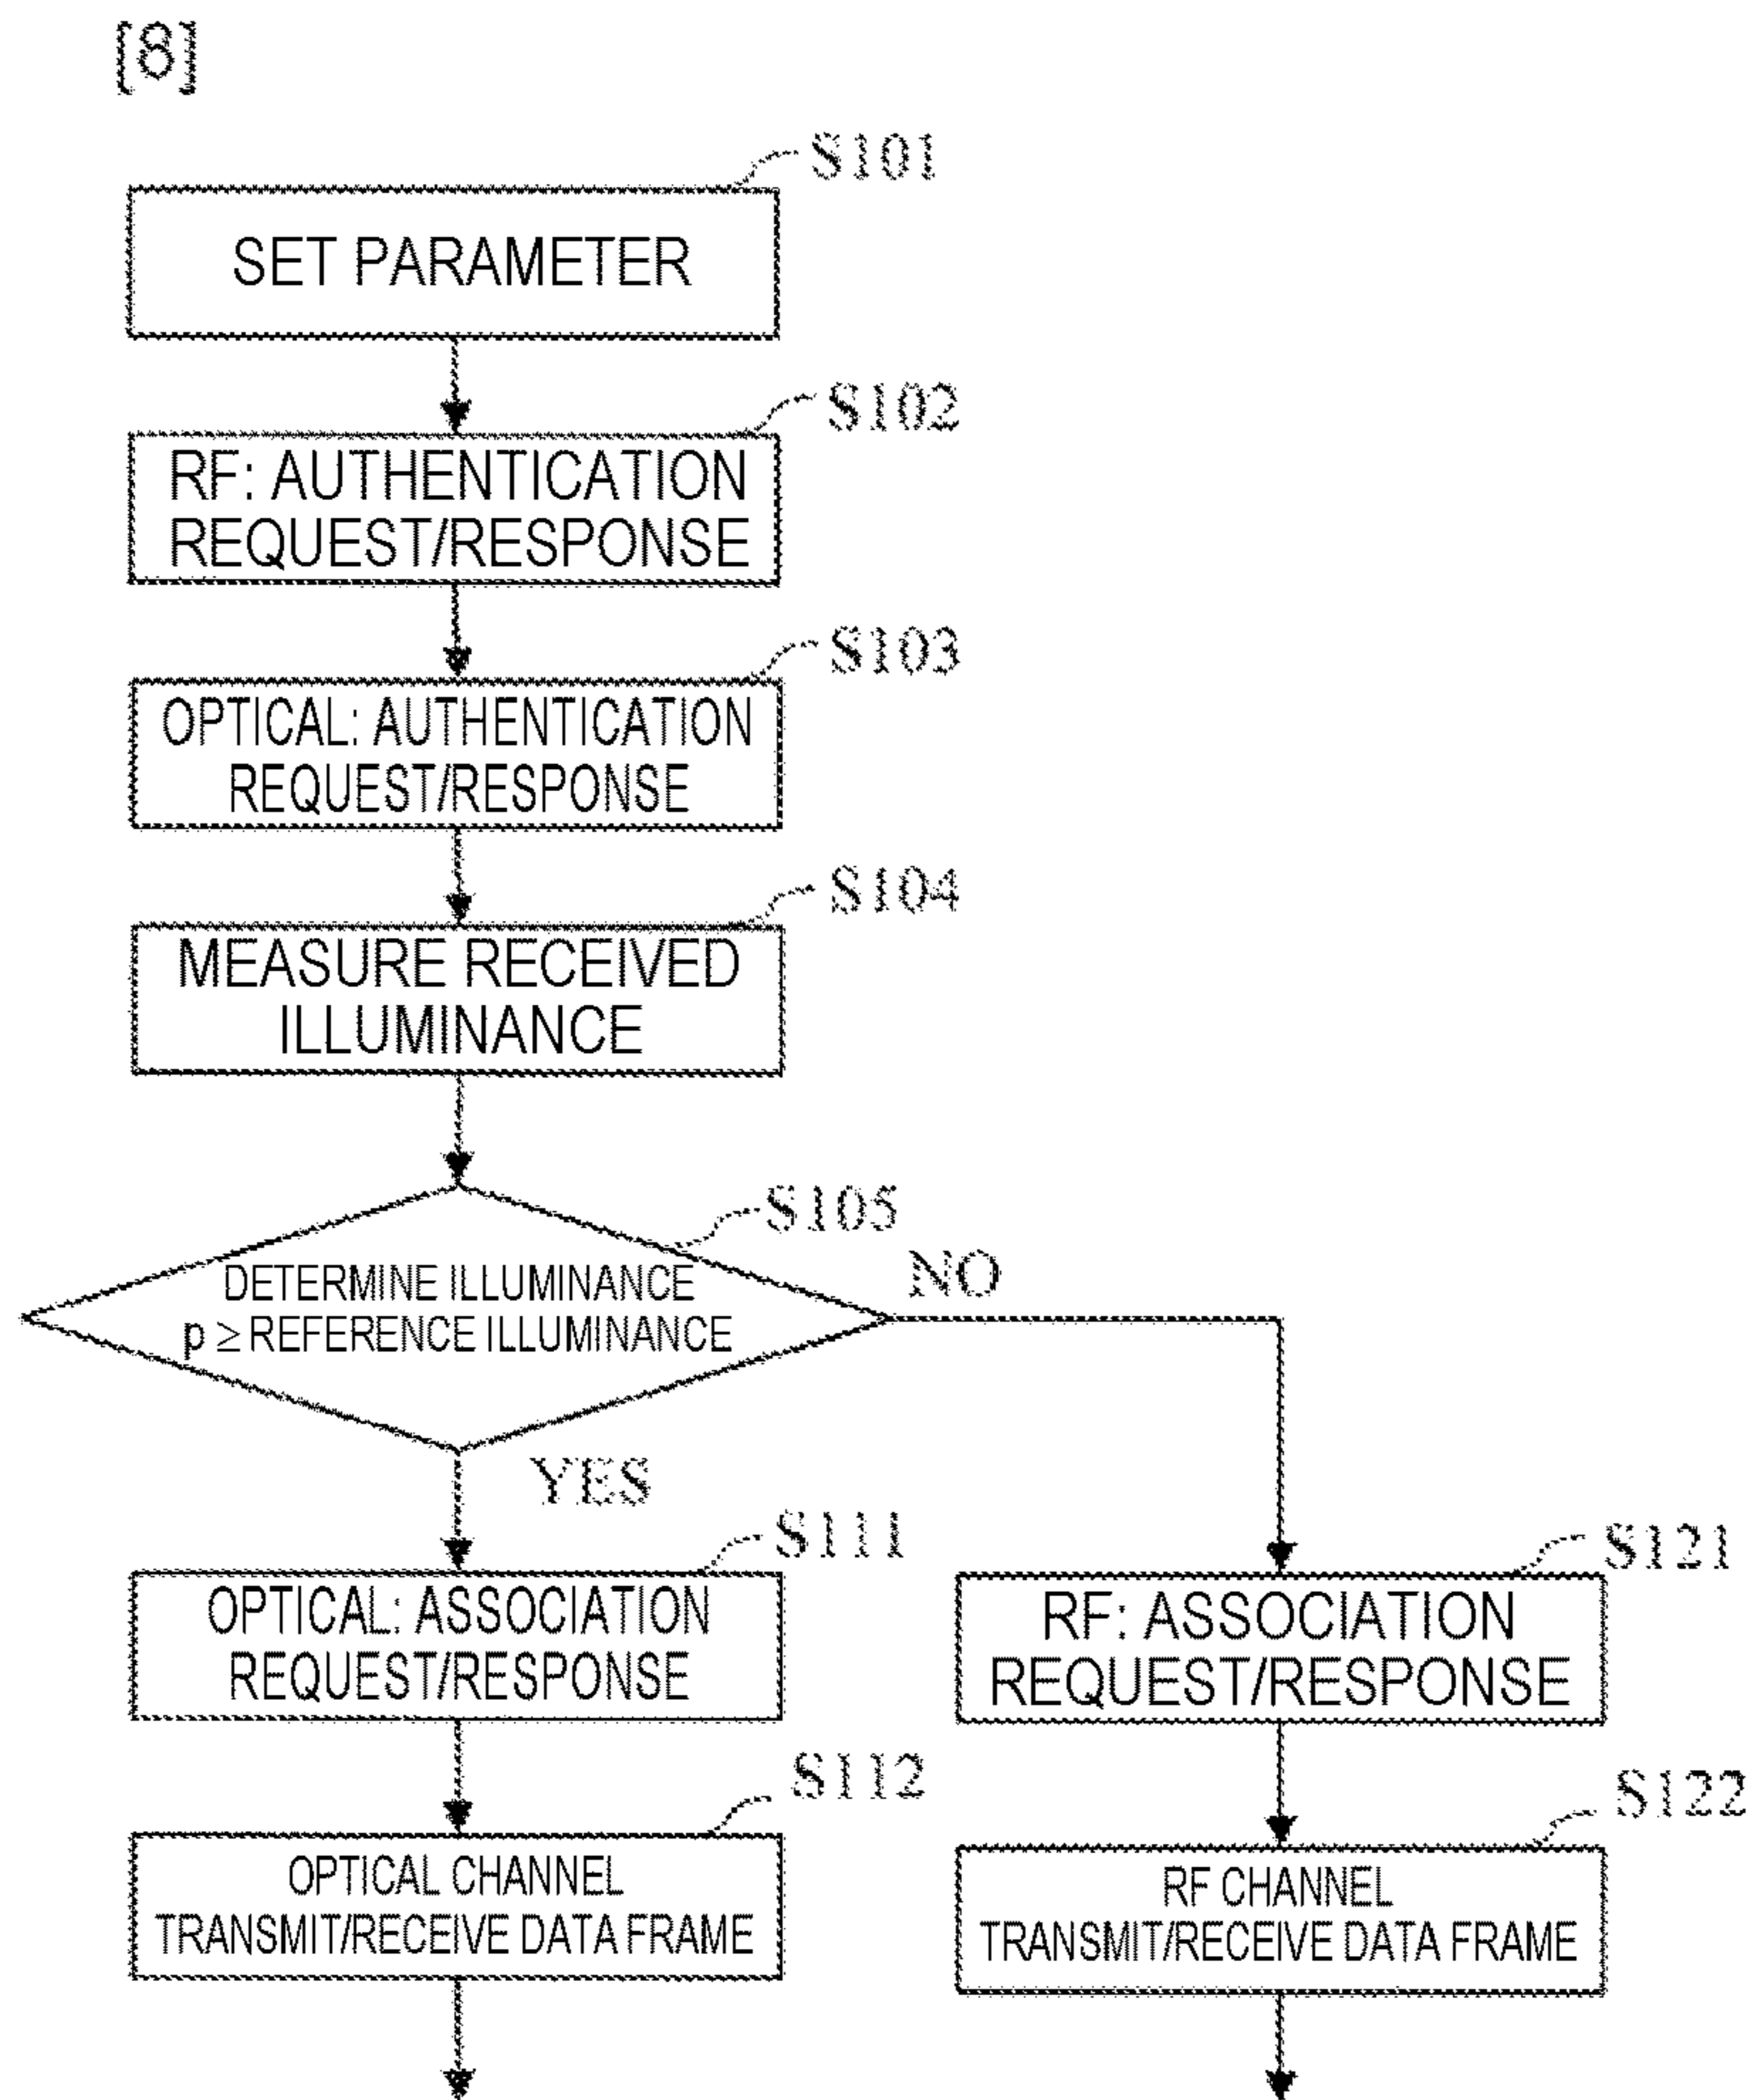 [8]
S101
SET PARAMETER
S102
RF: AUTHENTICATION
REQUEST/RESPONSE
S103
OPTICAL: AUTHENTICATION
REQUEST/RESPONSE
S104
MEASURE RECEIVED
ILLUMINANCE
S105
DETERMINE ILLUMINANCE
p ≥ REFERENCE ILLUMINANCE
NO
YES
S111
OPTICAL: ASSOCIATION
REQUEST/RESPONSE
S121
RF: ASSOCIATION
REQUEST/RESPONSE
S112
OPTICAL CHANNEL
TRANSMIT/RECEIVE DATA FRAME
S122
RF CHANNEL
TRANSMIT/RECEIVE DATA FRAME